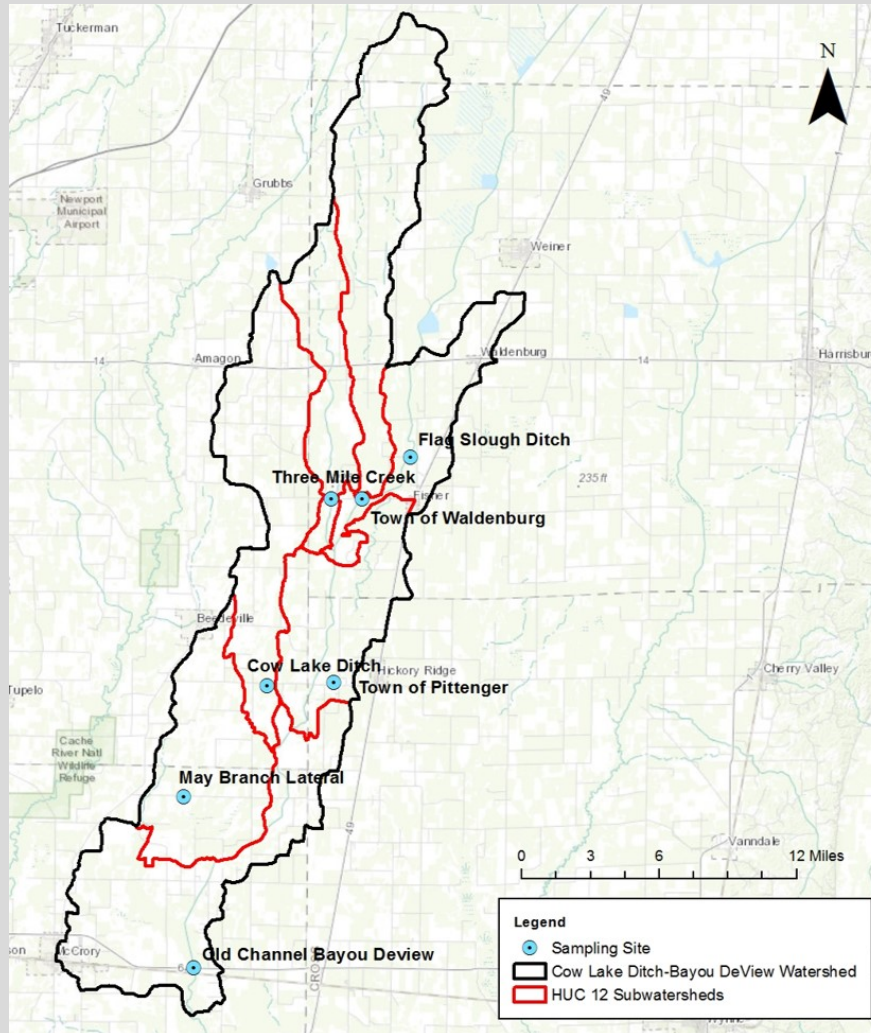 Tuckerman
N
49
Grubbs
Newport
Municipal
Airport
Weiner
14
Amagon
Waldenburg
14
Harrisbur
Flag Slough Ditch
Three Mile Creek
235ft
Fisher
Town of Waldenburg
Beedeville
Cow Lake Ditch
Hickory Ridge
Cherry Valley
Tupelo
Town of Pittenger
Cache
River Natl
Wildlife
Refuge
May Branch Lateral
49
Vanndale
0 3 6 12 Miles
Legend
Sampling Site
Old Channel Bayou Deview
McCrory
Cow Lake Ditch-Bayou DeView Watershed
HUC 12 Subwatersheds